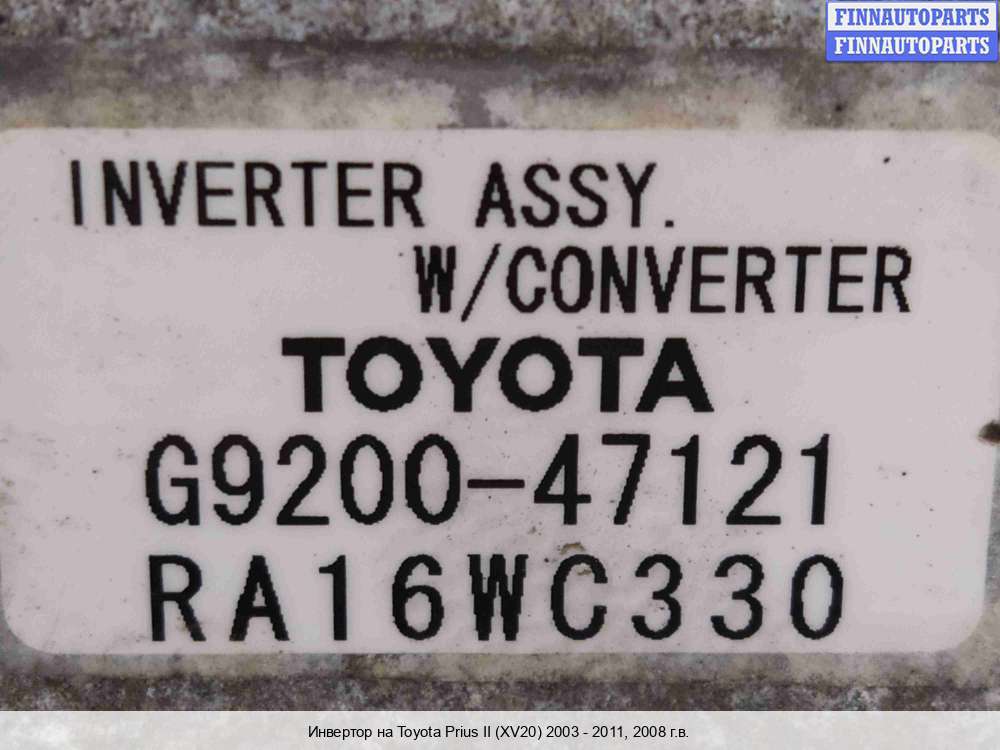 FINNAUTOPARTS
FINNAUTOPARTS
INVERTER ASSY.
W/CONVERTER
TOYOTA
G9200-47121
RA16WC330
Инвертор на Toyota Prius II (XV20) 2003 - 2011, 2008 г.в.